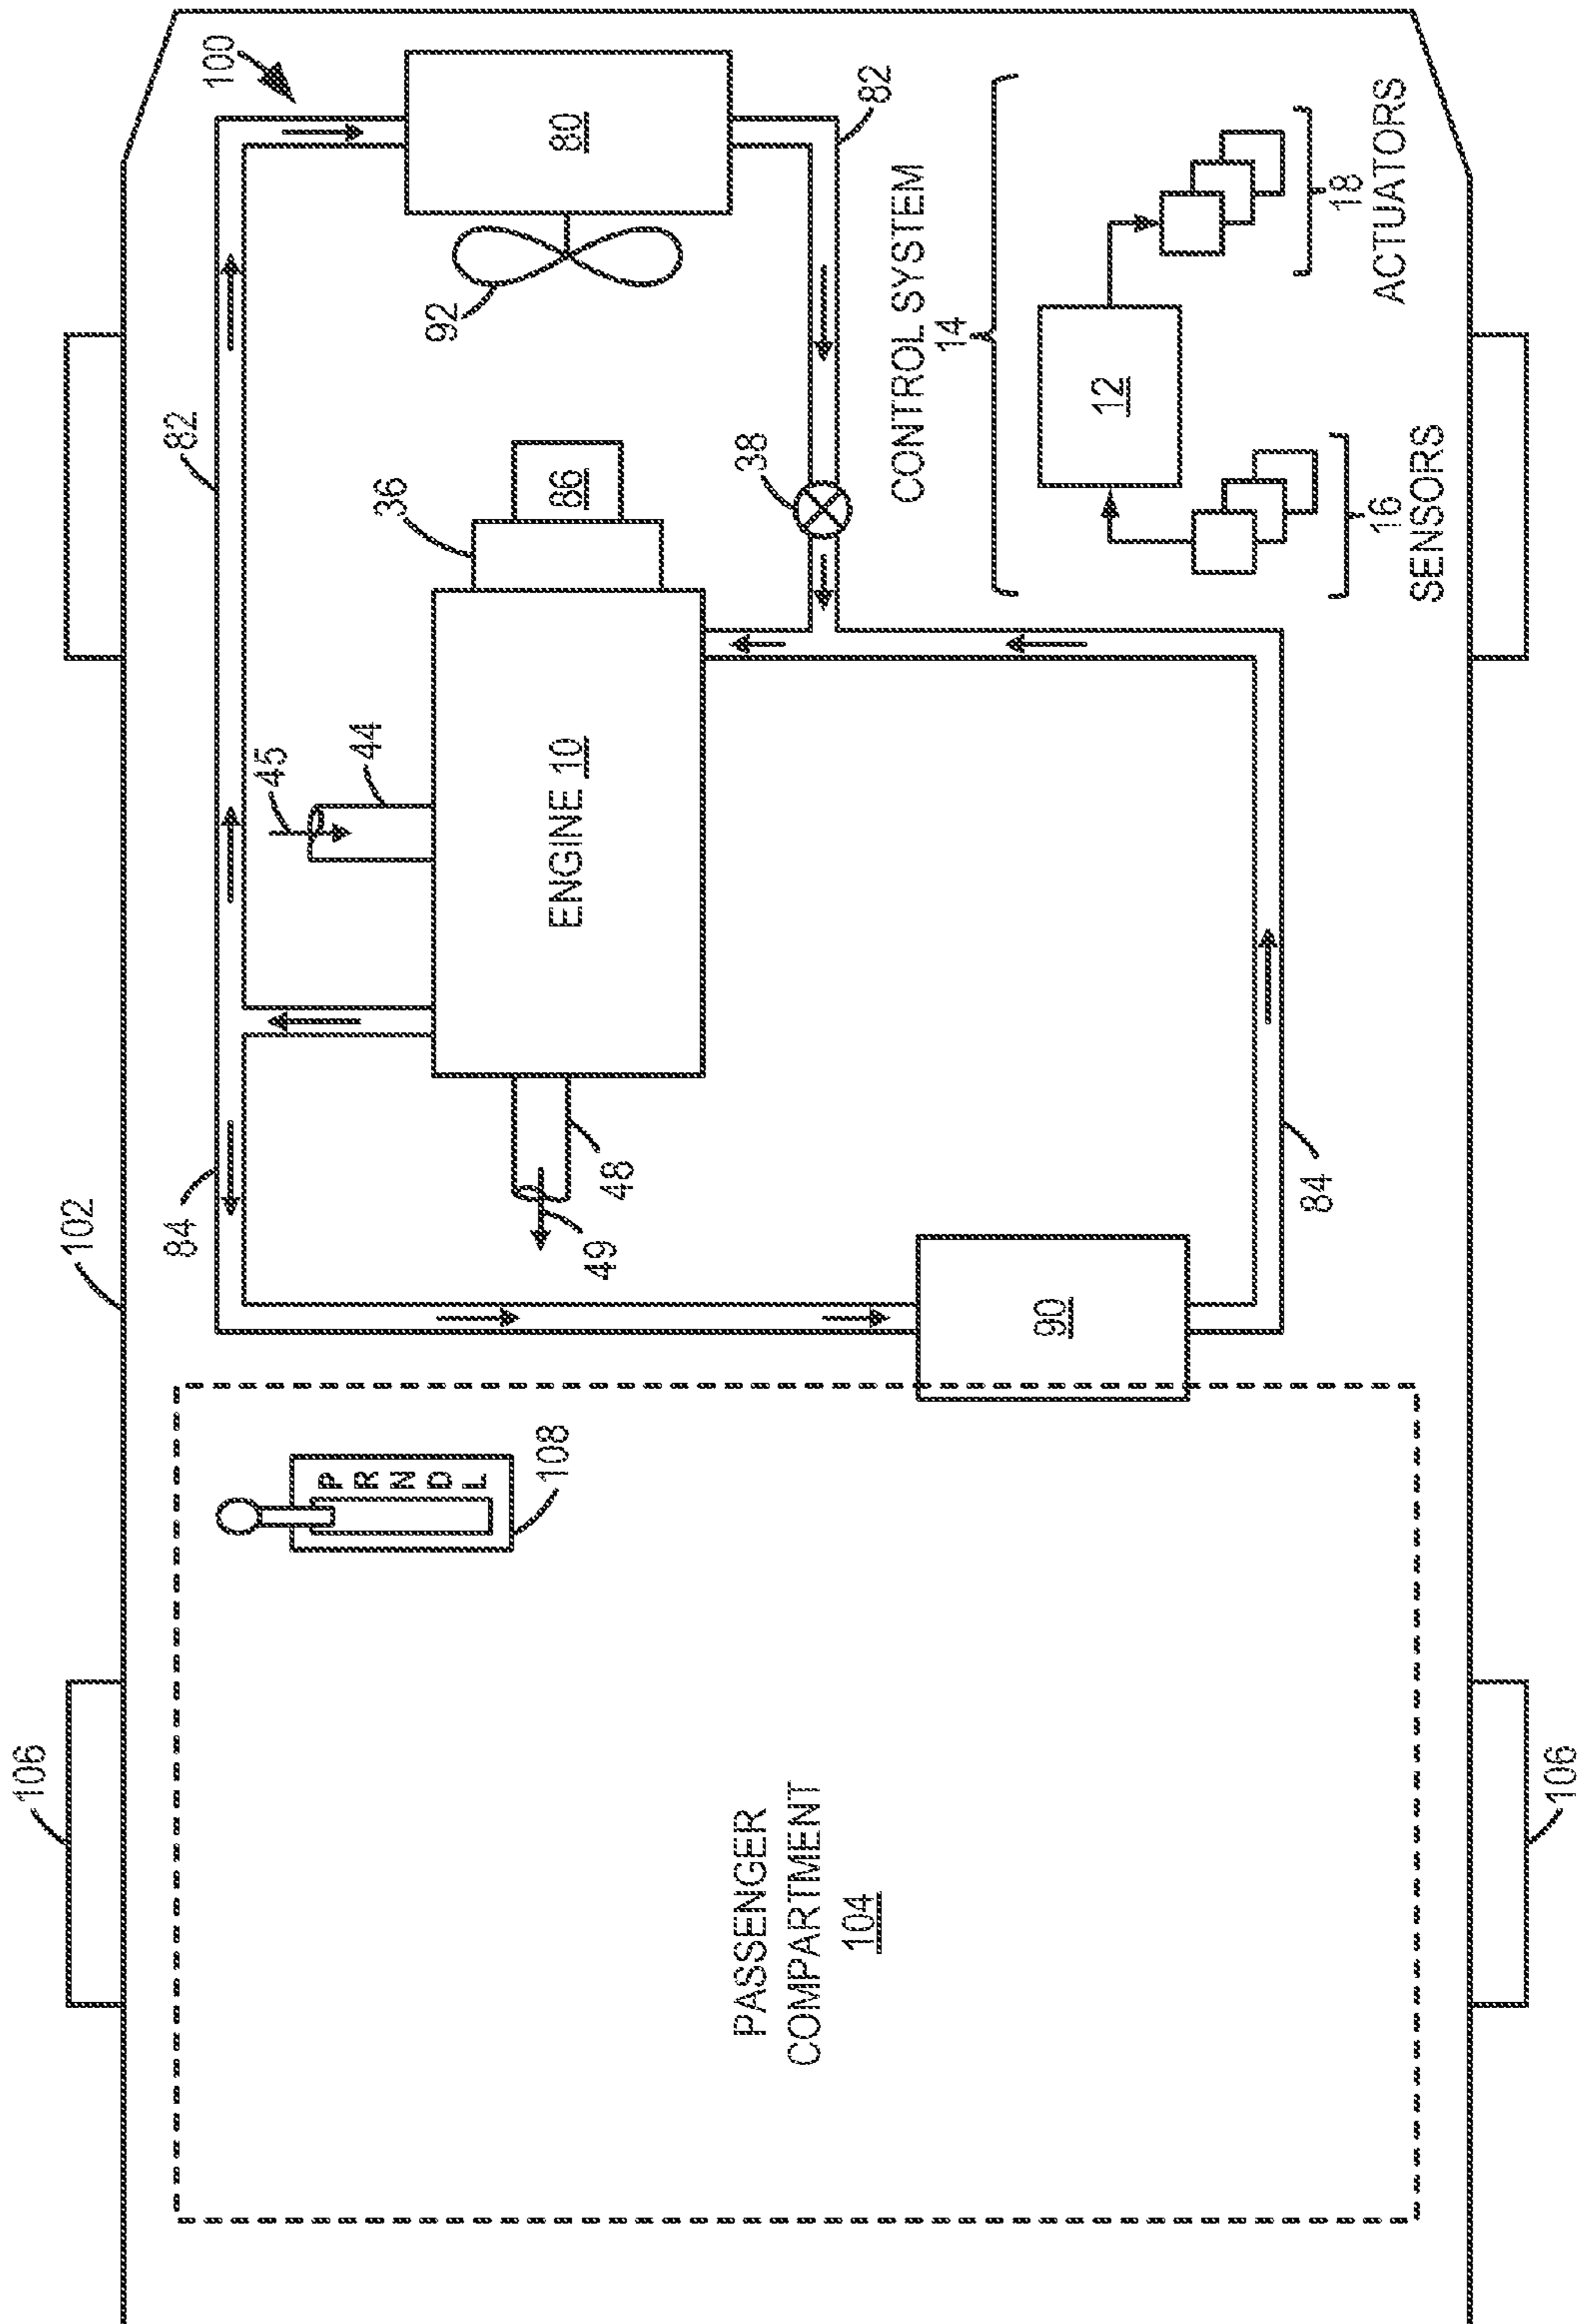 106
102
84
82
100
108
P
R
N
D
L
45
44
36
92
80
49
48
ENGINE 10
86
PASSENGER
COMPARTMENT
104
38
82
90
84
CONTROL SYSTEM
14
12
16
SENSORS
18
ACTUATORS
106